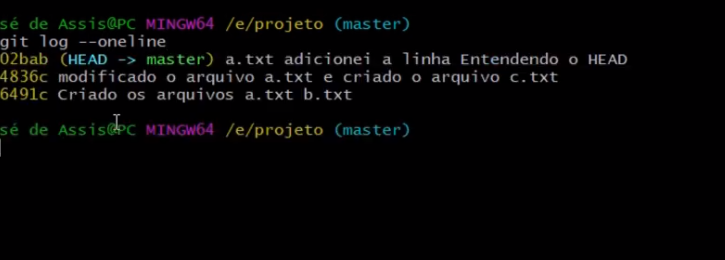 sé de Assis@PC MINGW64 /e/projeto (master)
git log --oneline
02bab (HEAD -> master) a.txt adicionei a linha Entendendo o HEAD
4836c modificado o arquivo a.txt e criado o arquivo c.txt
6491c Criado os arquivos a.txt b.txt
sé de Assis@PC MINGW64 /e/projeto (master)